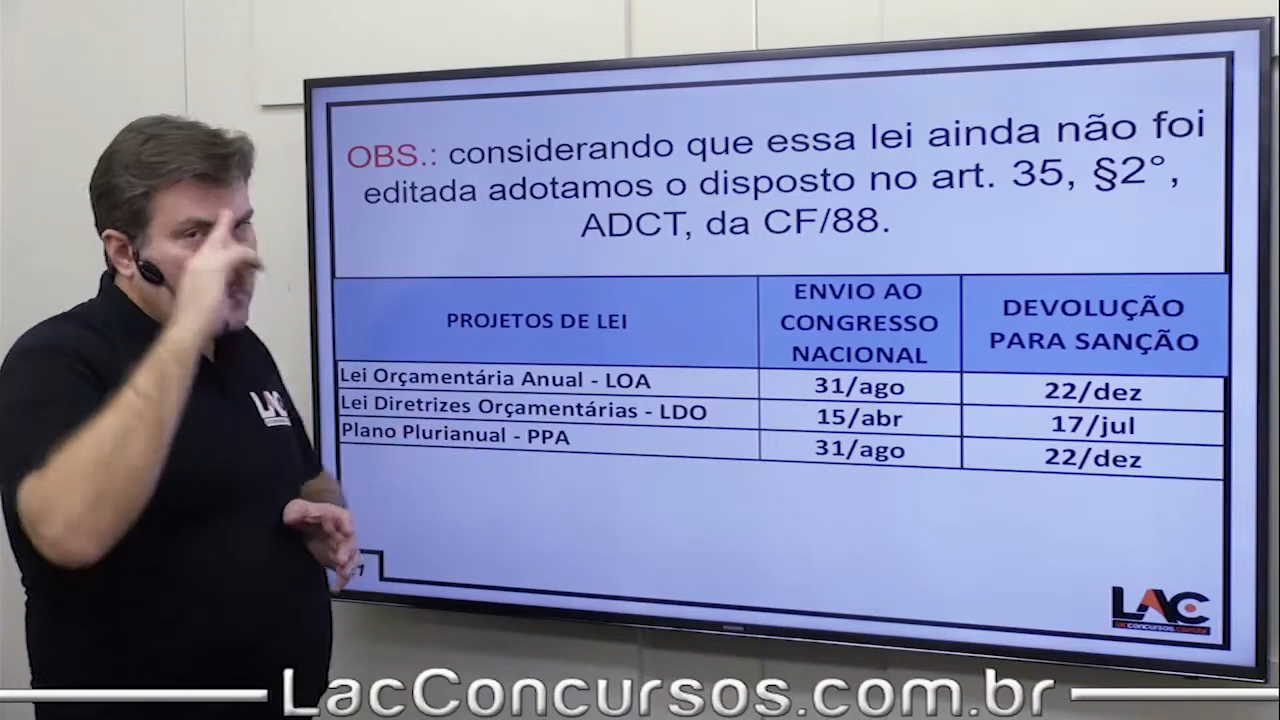 OBS.: considerando que essa lei ainda não foi
editada adotamos o disposto no art. 35, §2°,
ADCT, da CF/88.
PROJETOS DE LEI
ENVIO AO
CONGRESSO
NACIONAL
DEVOLUÇÃO
PARA SANÇÃO
Lei Orçamentária Anual - LOA
31/ago
22/dez
Lei Diretrizes Orçamentárias - LDO
15/abr
17/jul
Plano Plurianual - PPA
31/ago
22/dez
LAC
LAC
lacconcursos.com.br
LacConcursos.com.br